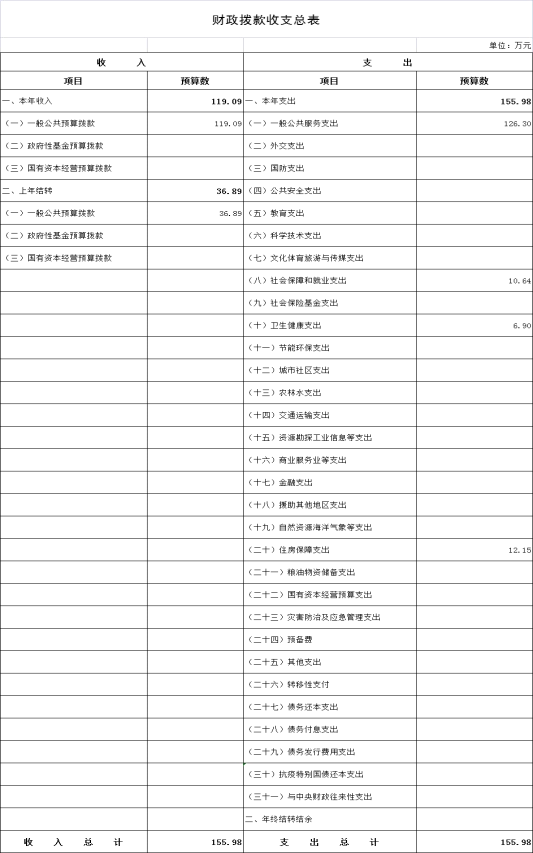 财政拨款收支总表
单位：万元
收 入 支 出
项目 预算数 项目 预算数
一、本年收入 119.09 一、本年支出 155.98
（一）一般公共预算拨款 119.09 （一）一般公共服务支出 126.30
（二）政府性基金预算拨款 （二）外交支出
（三）国有资本经营预算拨款 （三）国防支出
二、上年结转 36.89 （四）公共安全支出
（一）一般公共预算拨款 36.89 （五）教育支出
（二）政府性基金预算拨款 （六）科学技术支出
（三）国有资本经营预算拨款 （七）文化体育旅游与传媒支出
（八）社会保障和就业支出 10.64
（九）社会保险基金支出
（十）卫生健康支出 6.90
（十一）节能环保支出
（十二）城市社区支出
（十三）农林水支出
（十四）交通运输支出
（十五）资源勘探工业信息等支出
（十六）商业服务业等支出
（十七）金融支出
（十八）援助其他地区支出
（十九）自然资源海洋气象等支出
（二十）住房保障支出 12.15
（二十一）粮油物资储备支出
（二十二）国有资本经营预算支出
（二十三）灾害防治及应急管理支出
（二十四）预备费
（二十五）其他支出
（二十六）转移性支付
（二十七）债务还本支出
（二十八）债务付息支出
（二十九）债务发行费用支出
（三十）抗疫特别国债还本支出
（三十一）与中央财政往来性支出
二、年终结转结余
收 入 总 计 155.98 支 出 总 计 155.98